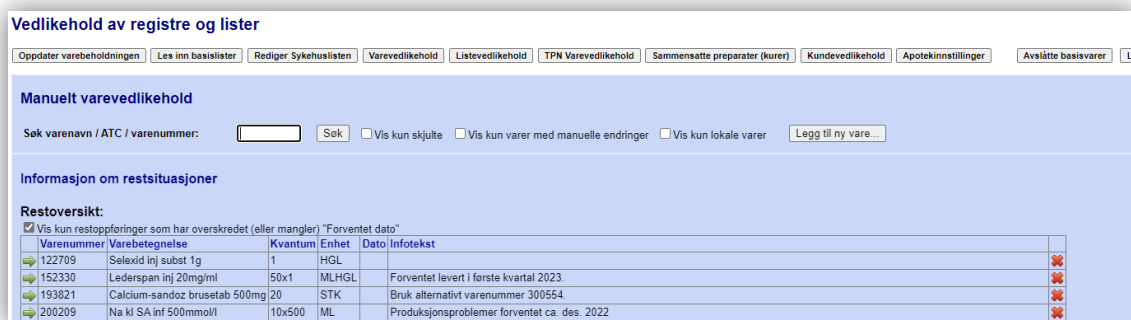 Vedlikehold av registre og lister
Oppdater varebeholdningen Les inn basislister Rediger Sykehuslisten Varevedlikehold Listevedlikehold TPN Varevedlikehold Sammensatte preparater (kurer) Kundevedlikehold Apotekinnstillinger Avslåtte basisvarer
Manuelt varevedlikehold
Søk varenavn / ATC / varenummer: Søk Vis kun skjulte Vis kun varer med manuelle endringer Vis kun lokale varer Legg til ny vare...
Informasjon om restsituasjoner
Restoversikt:
Vis kun restoppføringer som har overskredet (eller mangler) "Forventet dato"
Varenummer Varebetegnelse Kvantum Enhet Dato Infotekst
122709 Selexid inj subst 1g 1 HGL
152330 Lederspan inj 20mg/ml 50x1 MLHGL Forventet levert i første kvartal 2023.
193821 Calcium-sandoz brusetab 500mg 20 STK Bruk alternativt varenummer 300554.
200209 Na kl SA inf 500mmol/l 10x500 ML Produksjonsproblemer forventet ca. des. 2022